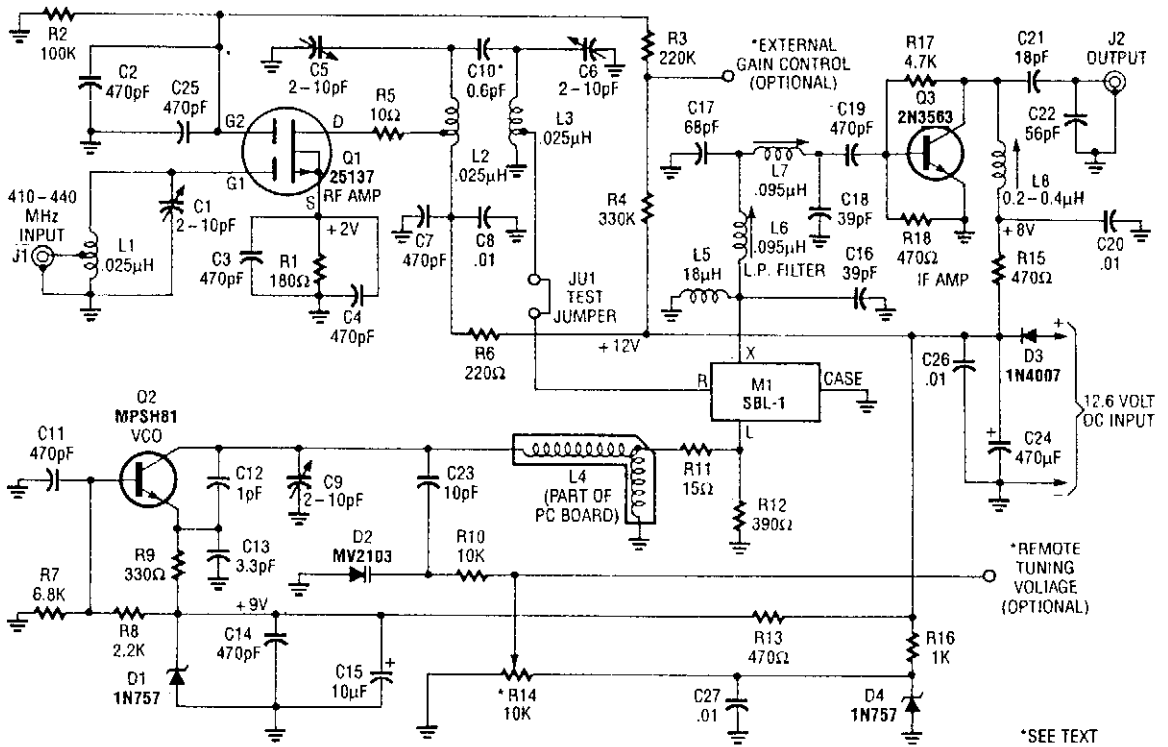 R2
100K
C2
470pF
C25
470pF
C5
2-10pF
C10*
0.6pF
C6
2-10pF
R3
220K
*EXTERNAL
GAIN CONTROL
(OPTIONAL)
R17
4.7K
C21
18pF
J2
OUTPUT
G2
D
R5
10Ω
L3
.025µH
C17
68pF
C19
470pF
Q3
2N3563
C22
56pF
Q1
25137
RF AMP
G1
S
L2
.025µH
L7
.095µH
L8
0.2-0.4µH
410-440
MHz
INPUT
J1
C1
2-10pF
L1
.025µH
+2V
C3
470pF
R1
180Ω
C4
470pF
C7
470pF
C8
.01
R4
330K
C18
39pF
R18
470Ω
IF AMP
+8V
C20
.01
R15
470Ω
L6
.095µH
L.P. FILTER
L5
18µH
C16
39pF
JU1
TEST
JUMPER
R6
220Ω
+12V
X
R
M1
SBL-1
CASE
L
C26
.01
D3
1N4007
+
12.6 VOLT
DC INPUT
-
+
C24
470µF
Q2
MPSH81
VCO
C11
470pF
C12
1pF
C9
2-10pF
C23
10pF
L4
(PART OF
PC BOARD)
R11
15Ω
R12
390Ω
R9
330Ω
C13
3.3pF
D2
MV2103
R10
10K
*REMOTE
TUNING
VOLTAGE
(OPTIONAL)
R7
6.8K
R8
2.2K
+9V
D1
1N757
C14
470pF
C15
10µF
+
R13
470Ω
R16
1K
*R14
10K
C27
.01
D4
1N757
*SEE TEXT